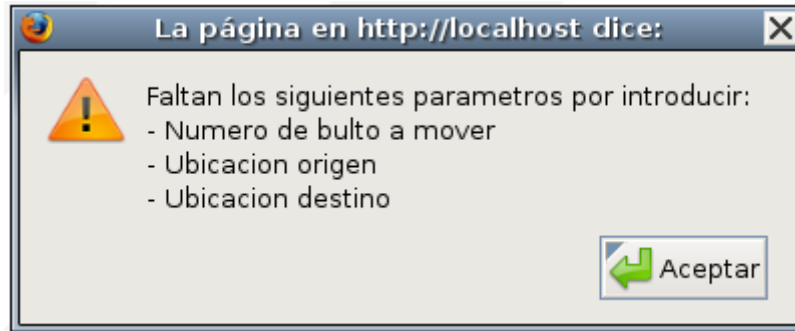 La página en http://localhost dice:
Faltan los siguientes parametros por introducir:
- Numero de bulto a mover
- Ubicacion origen
- Ubicacion destino
Aceptar